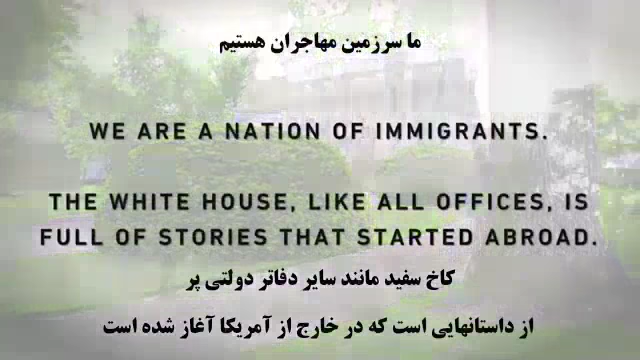 ما سرزمین مهاجران هستیم
WE ARE A NATION OF IMMIGRANTS.
THE WHITE HOUSE, LIKE ALL OFFICES, IS
FULL OF STORIES THAT STARTED ABROAD.
کاخ سفید مانند سایر دفاتر دولتی پر
از داستانهایی است که در خارج از آمریکا آغاز شده است